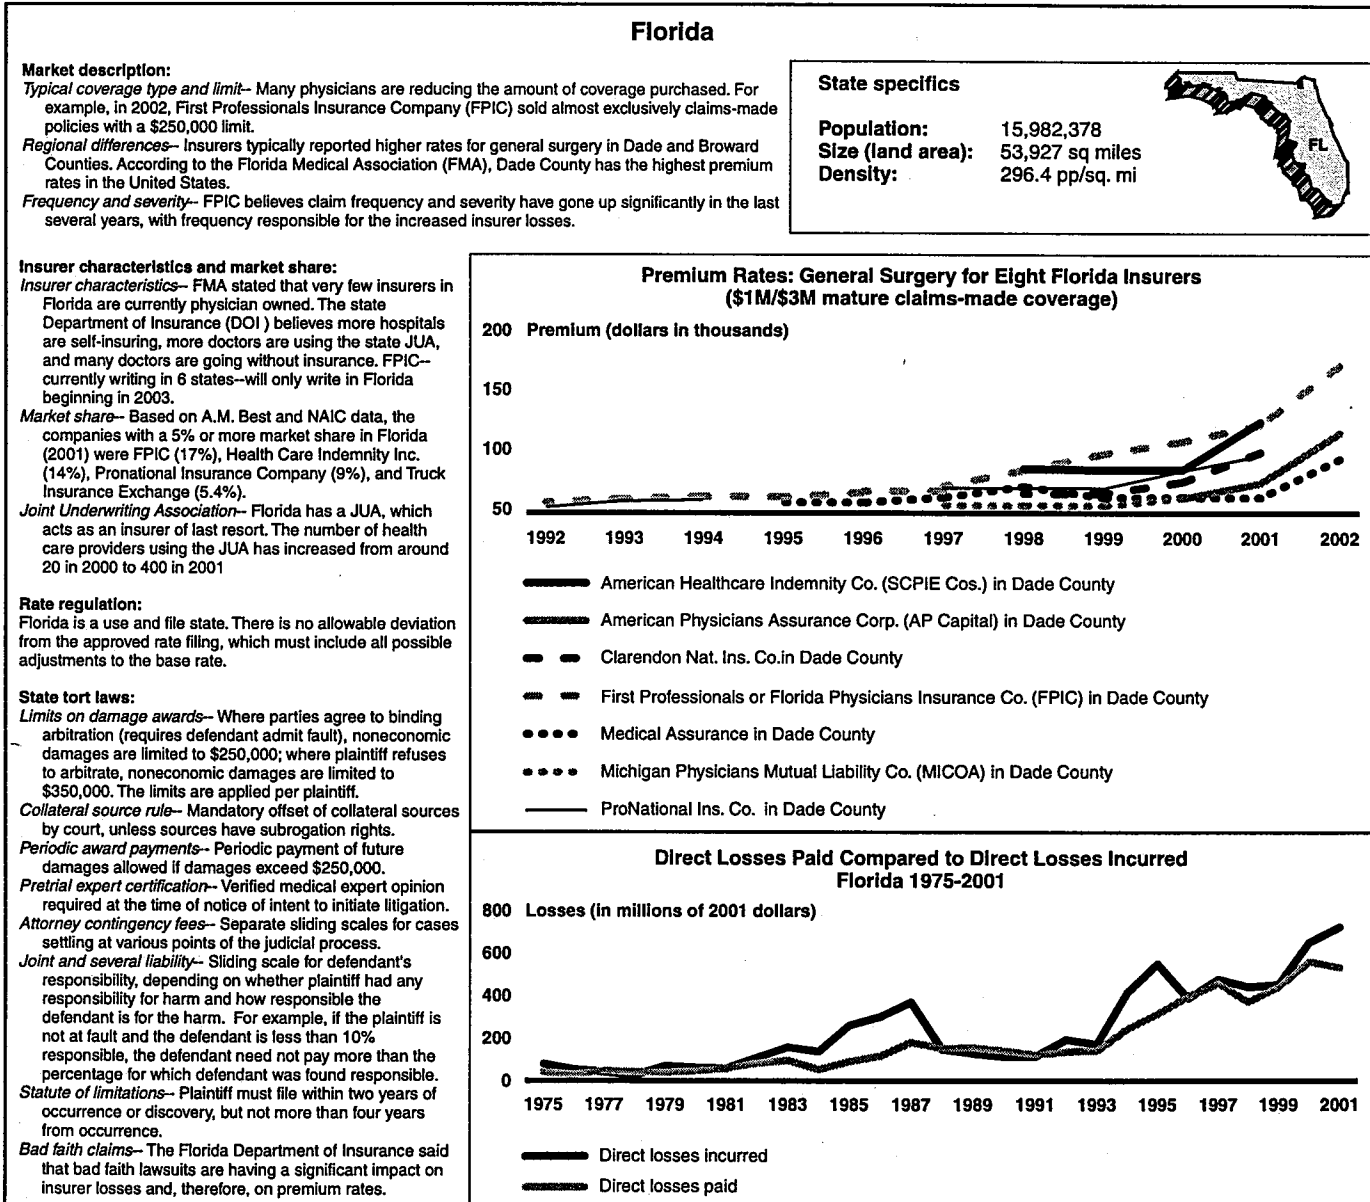 Florida
Market description:
Typical coverage type and limit-- Many physicians are reducing the amount of coverage purchased. For
example, in 2002, First Professionals Insurance Company (FPIC) sold almost exclusively claims-made
policies with a $250,000 limit.
Regional differences-- Insurers typically reported higher rates for general surgery in Dade and Broward
Counties. According to the Florida Medical Association (FMA), Dade County has the highest premium
rates in the United States.
Frequency and severity-- FPIC believes claim frequency and severity have gone up significantly in the last
several years, with frequency responsible for the increased insurer losses.
State specifics
Population: 15,982,378
Size (land area): 53,927 sq miles
Density: 296.4 pp/sq. mi
FL
Insurer characteristics and market share:
Insurer characteristics-- FMA stated that very few insurers in
Florida are currently physician owned. The state
Department of Insurance (DOI ) believes more hospitals
are self-insuring, more doctors are using the state JUA,
and many doctors are going without insurance. FPIC--
currently writing in 6 states--will only write in Florida
beginning in 2003.
Market share-- Based on A.M. Best and NAIC data, the
companies with a 5% or more market share in Florida
(2001) were FPIC (17%), Health Care Indemnity Inc.
(14%), Pronational Insurance Company (9%), and Truck
Insurance Exchange (5.4%).
Joint Underwriting Association-- Florida has a JUA, which
acts as an insurer of last resort. The number of health
care providers using the JUA has increased from around
20 in 2000 to 400 in 2001
Rate regulation:
Florida is a use and file state. There is no allowable deviation
from the approved rate filing, which must include all possible
adjustments to the base rate.
State tort laws:
Limits on damage awards-- Where parties agree to binding
arbitration (requires defendant admit fault), noneconomic
damages are limited to $250,000; where plaintiff refuses
to arbitrate, noneconomic damages are limited to
$350,000. The limits are applied per plaintiff.
Collateral source rule-- Mandatory offset of collateral sources
by court, unless sources have subrogation rights.
Periodic award payments-- Periodic payment of future
damages allowed if damages exceed $250,000.
Pretrial expert certification-- Verified medical expert opinion
required at the time of notice of intent to initiate litigation.
Attorney contingency fees-- Separate sliding scales for cases
settling at various points of the judicial process.
Joint and several liability-- Sliding scale for defendant's
responsibility, depending on whether plaintiff had any
responsibility for harm and how responsible the
defendant is for the harm. For example, if the plaintiff is
not at fault and the defendant is less than 10%
responsible, the defendant need not pay more than the
percentage for which defendant was found responsible.
Statute of limitations-- Plaintiff must file within two years of
occurrence or discovery, but not more than four years
from occurrence.
Bad faith claims-- The Florida Department of Insurance said
that bad faith lawsuits are having a significant impact on
insurer losses and, therefore, on premium rates.
Premium Rates: General Surgery for Eight Florida Insurers
($1M/$3M mature claims-made coverage)
200 Premium (dollars in thousands)
150
100
50
1992 1993 1994 1995 1996 1997 1998 1999 2000 2001 2002
American Healthcare Indemnity Co. (SCPIE Cos.) in Dade County
American Physicians Assurance Corp. (AP Capital) in Dade County
Clarendon Nat. Ins. Co.in Dade County
First Professionals or Florida Physicians Insurance Co. (FPIC) in Dade County
Medical Assurance in Dade County
Michigan Physicians Mutual Liability Co. (MICOA) in Dade County
ProNational Ins. Co. in Dade County
Direct Losses Paid Compared to Direct Losses Incurred
Florida 1975-2001
800 Losses (in millions of 2001 dollars)
600
400
200
0
1975 1977 1979 1981 1983 1985 1987 1989 1991 1993 1995 1997 1999 2001
Direct losses incurred
Direct losses paid